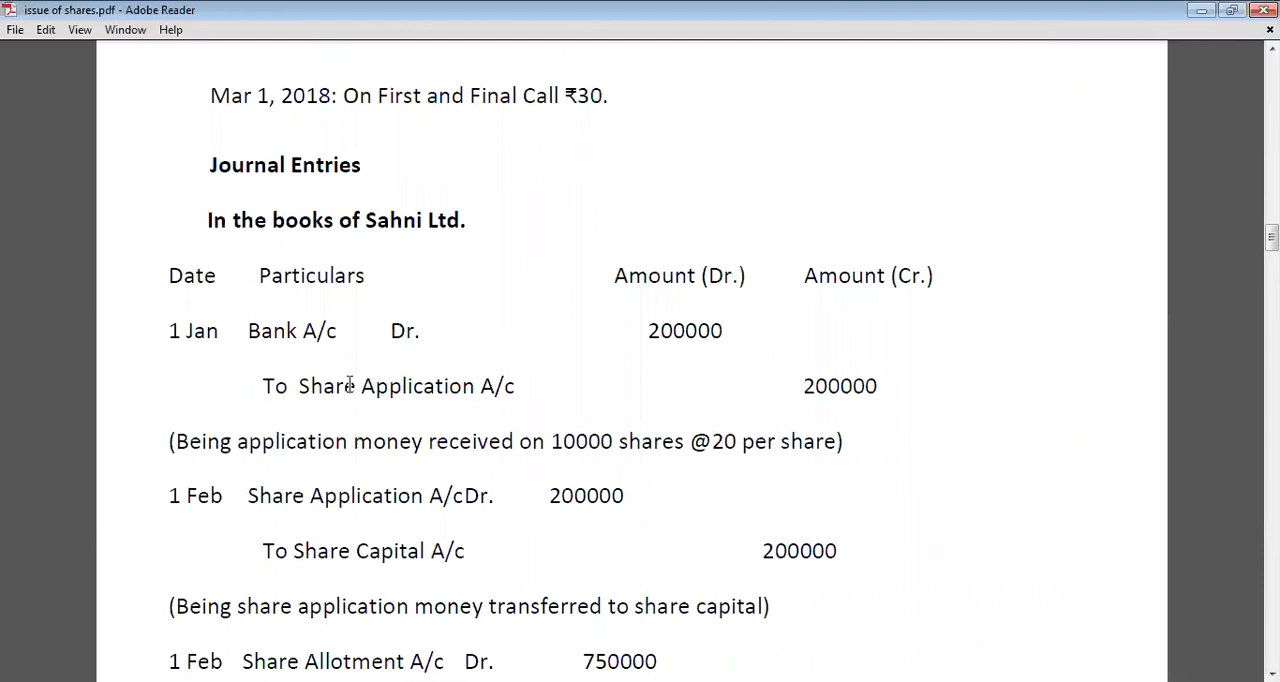 issue of shares.pdf - Adobe Reader
File Edit View Window Help
Mar 1, 2018: On First and Final Call ₹30.
Journal Entries
In the books of Sahni Ltd.
Date Particulars Amount (Dr.) Amount (Cr.)
1 Jan Bank A/c Dr. 200000
To Share Application A/c 200000
(Being application money received on 10000 shares @20 per share)
1 Feb Share Application A/cDr. 200000
To Share Capital A/c 200000
(Being share application money transferred to share capital)
1 Feb Share Allotment A/c Dr. 750000